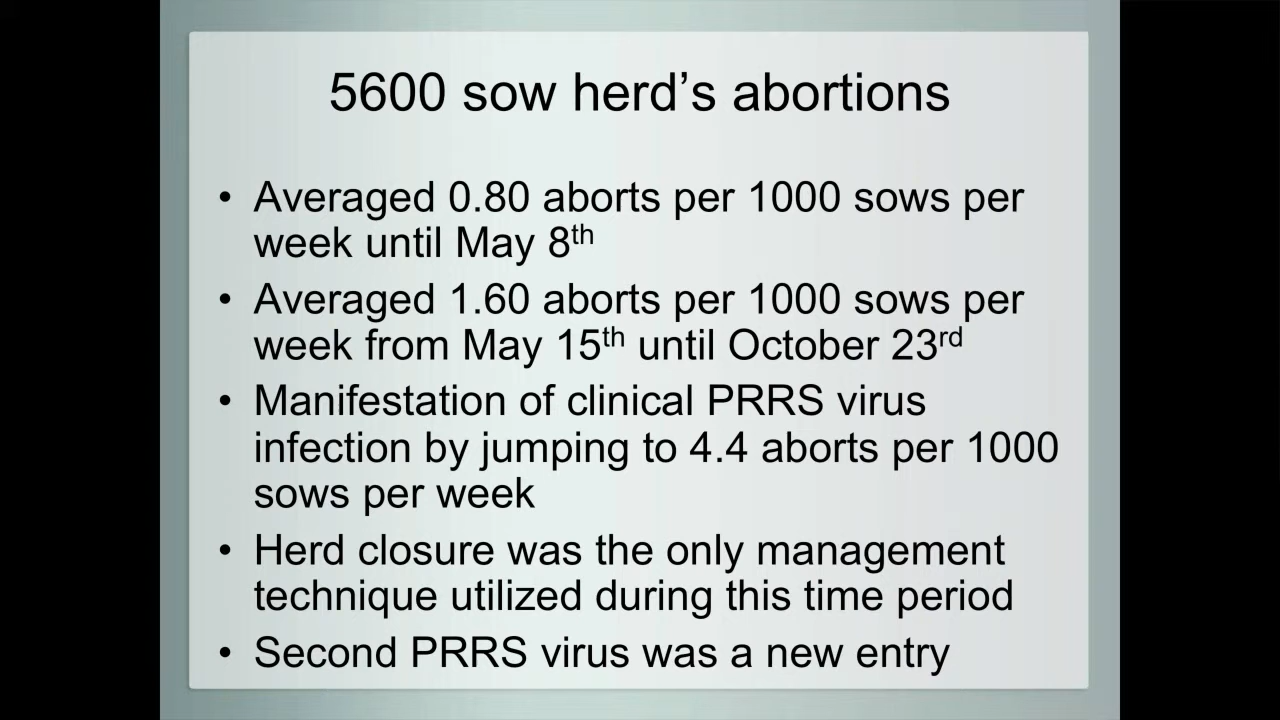 5600 sow herd’s abortions
• Averaged 0.80 aborts per 1000 sows per
week until May 8th
• Averaged 1.60 aborts per 1000 sows per
week from May 15th until October 23rd
• Manifestation of clinical PRRS virus
infection by jumping to 4.4 aborts per 1000
sows per week
• Herd closure was the only management
technique utilized during this time period
• Second PRRS virus was a new entry